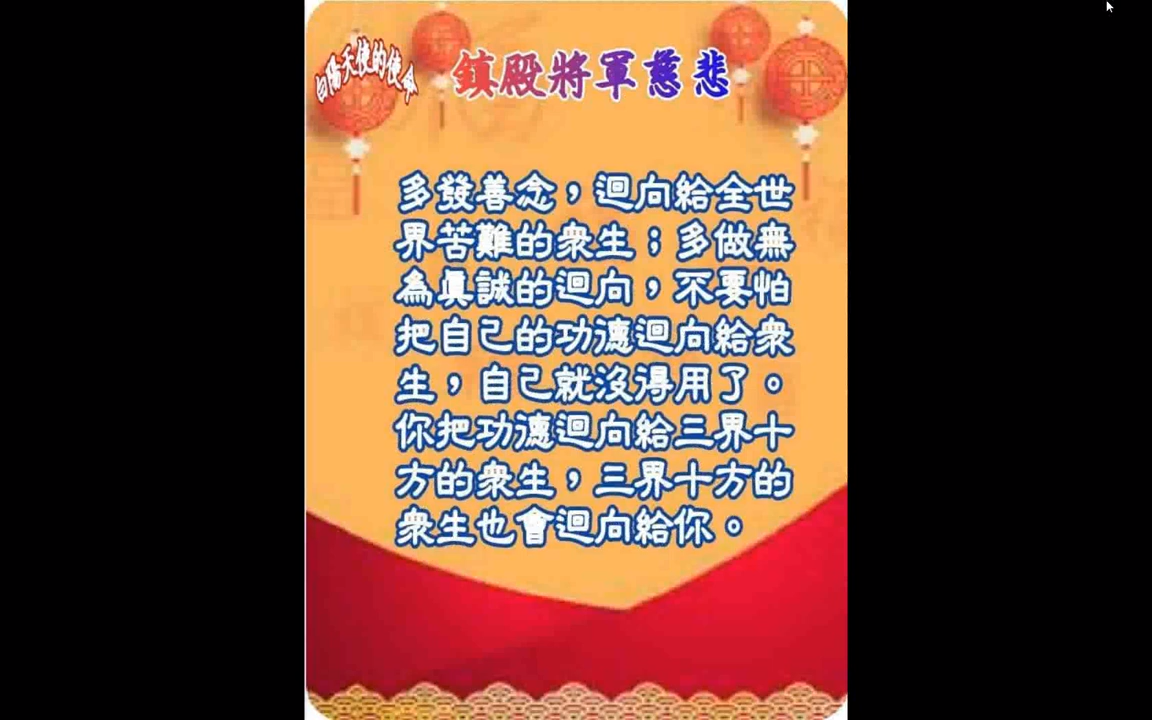 白陽天使的使命
鎮殿將軍慈悲
多發善念，迴向給全世
界苦難的衆生；多做無
為真誠的迴向，不要怕
把自己的功德迴向給衆
生，自己就沒得用了。
你把功德迴向給三界十
方的衆生，三界十方的
衆生也會迴向給你。